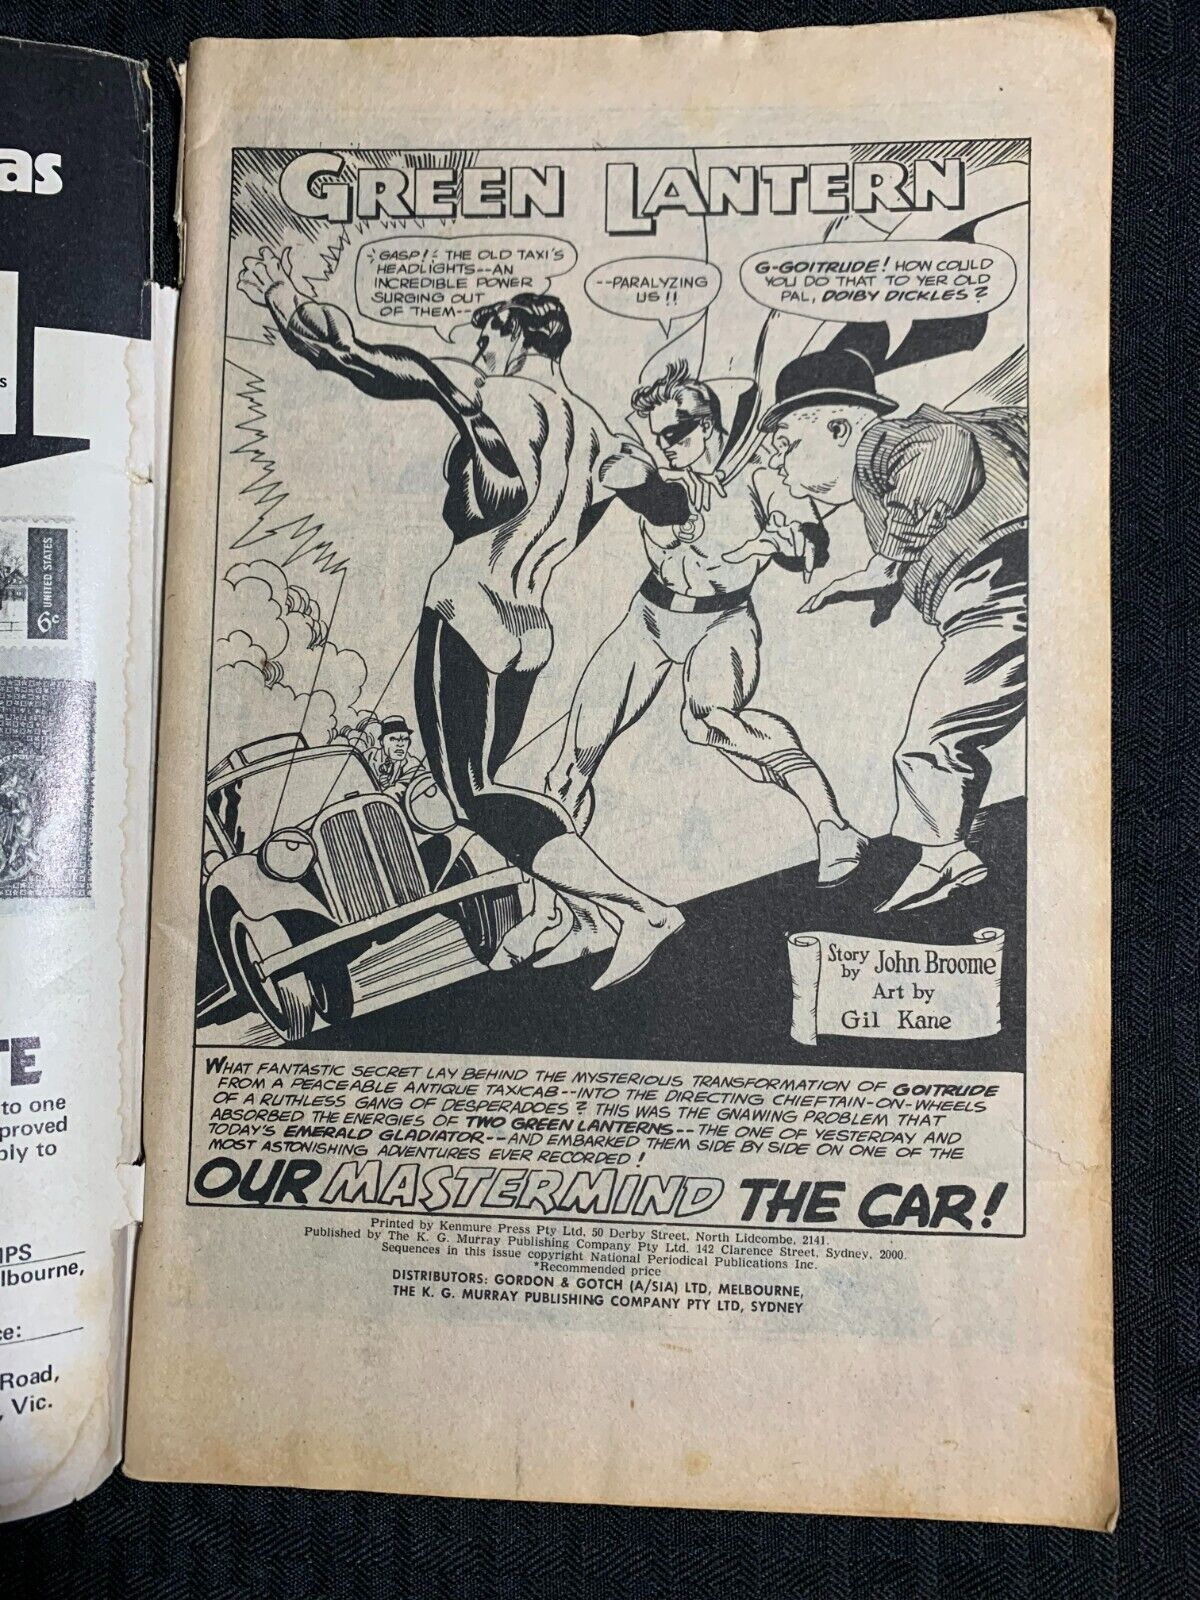 as
s
UNITED STATES
6c
TE
to one
proved
ply to
IPS
lbourne,
ce:
Road,
, Vic.
GREEN LANTERN
-GASP!- THE OLD TAXI'S
HEADLIGHTS--AN
INCREDIBLE POWER
SURGING OUT
OF THEM--
--PARALYZING
US!!
G-GOITRUDE! HOW COULD
YOU DO THAT TO YER OLD
PAL, DOIBY DICKLES?
Story by John Broome
Art by
Gil Kane
WHAT FANTASTIC SECRET LAY BEHIND THE MYSTERIOUS TRANSFORMATION OF GOITRUDE
FROM A PEACEABLE ANTIQUE TAXICAB--INTO THE DIRECTING CHIEFTAIN-ON-WHEELS
OF A RUTHLESS GANG OF DESPERADOES? THIS WAS THE GNAWING PROBLEM THAT
ABSORBED THE ENERGIES OF TWO GREEN LANTERNS--THE ONE OF YESTERDAY AND
TODAY'S EMERALD GLADIATOR--AND EMBARKED THEM SIDE BY SIDE ON ONE OF THE
MOST ASTONISHING ADVENTURES EVER RECORDED!
OUR MASTERMIND THE CAR!
Printed by Kenmure Press Pty Ltd, 50 Derby Street, North Lidcombe, 2141.
Published by The K. G. Murray Publishing Company Pty Ltd. 142 Clarence Street, Sydney, 2000.
Sequences in this issue copyright National Periodical Publications Inc.
*Recommended price
DISTRIBUTORS: GORDON & GOTCH (A/SIA) LTD, MELBOURNE,
THE K. G. MURRAY PUBLISHING COMPANY PTY LTD, SYDNEY